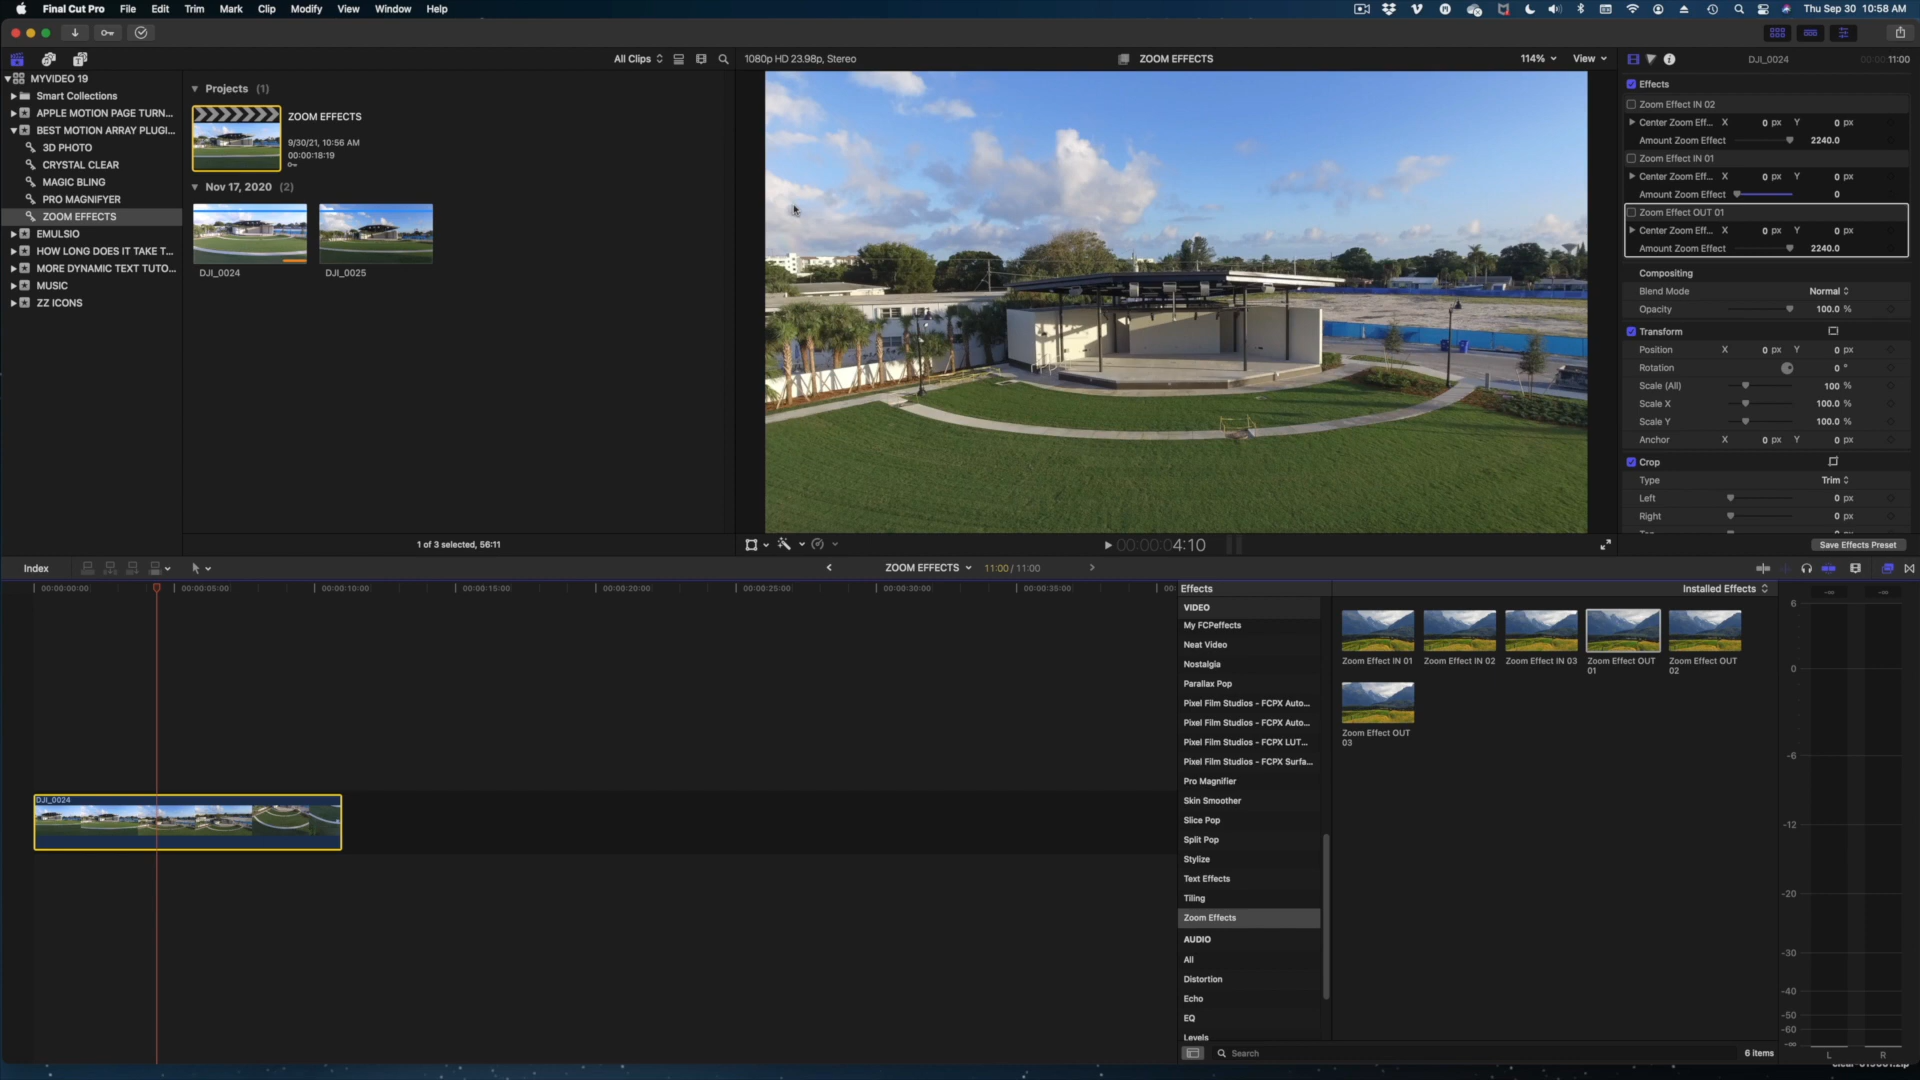 Final Cut Pro File Edit Trim Mark Clip Modify View Window Help Thu Sep 30 10:58 AM
All Clips 1080p HD 23.98p, Stereo ZOOM EFFECTS 114% View DJI_0024 00:00:11:00
MYVIDEO 19
Smart Collections
APPLE MOTION PAGE TURN...
BEST MOTION ARRAY PLUGI...
3D PHOTO
CRYSTAL CLEAR
MAGIC BLING
PRO MAGNIFYER
ZOOM EFFECTS
EMULSIO
HOW LONG DOES IT TAKE T...
MORE DYNAMIC TEXT TUTO...
MUSIC
ZZ ICONS
Projects (1)
ZOOM EFFECTS
9/30/21, 10:56 AM
00:00:18:19
Nov 17, 2020 (2)
DJI_0024 DJI_0025
1 of 3 selected, 56:11
00:00:04:10
Effects
Zoom Effect IN 02
Center Zoom Eff... X 0 px Y 0 px
Amount Zoom Effect 2240.0
Zoom Effect IN 01
Center Zoom Eff... X 0 px Y 0 px
Amount Zoom Effect 0
Zoom Effect OUT 01
Center Zoom Eff... X 0 px Y 0 px
Amount Zoom Effect 2240.0
Compositing
Blend Mode Normal
Opacity 100.0 %
Transform
Position X 0 px Y 0 px
Rotation 0 °
Scale (All) 100 %
Scale X 100.0 %
Scale Y 100.0 %
Anchor X 0 px Y 0 px
Crop
Type Trim
Left 0 px
Right 0 px
Save Effects Preset
Index ZOOM EFFECTS 11:00 / 11:00
00:00:00:00 00:00:05:00 00:00:10:00 00:00:15:00 00:00:20:00 00:00:25:00 00:00:30:00 00:00:35:00 00:
DJI_0024
Effects Installed Effects
VIDEO
My FCPeffects
Neat Video
Nostalgia
Parallax Pop
Pixel Film Studios - FCPX Auto...
Pixel Film Studios - FCPX Auto...
Pixel Film Studios - FCPX LUT...
Pixel Film Studios - FCPX Surfa...
Pro Magnifier
Skin Smoother
Slice Pop
Split Pop
Stylize
Text Effects
Tiling
Zoom Effects
AUDIO
All
Distortion
Echo
EQ
Levels
Zoom Effect IN 01 Zoom Effect IN 02 Zoom Effect IN 03 Zoom Effect OUT 01 Zoom Effect OUT 02
Zoom Effect OUT 03
Search 6 items
-∞ -∞
6
0
-6
-12
-20
-30
-40
-50
-60
-∞
L R